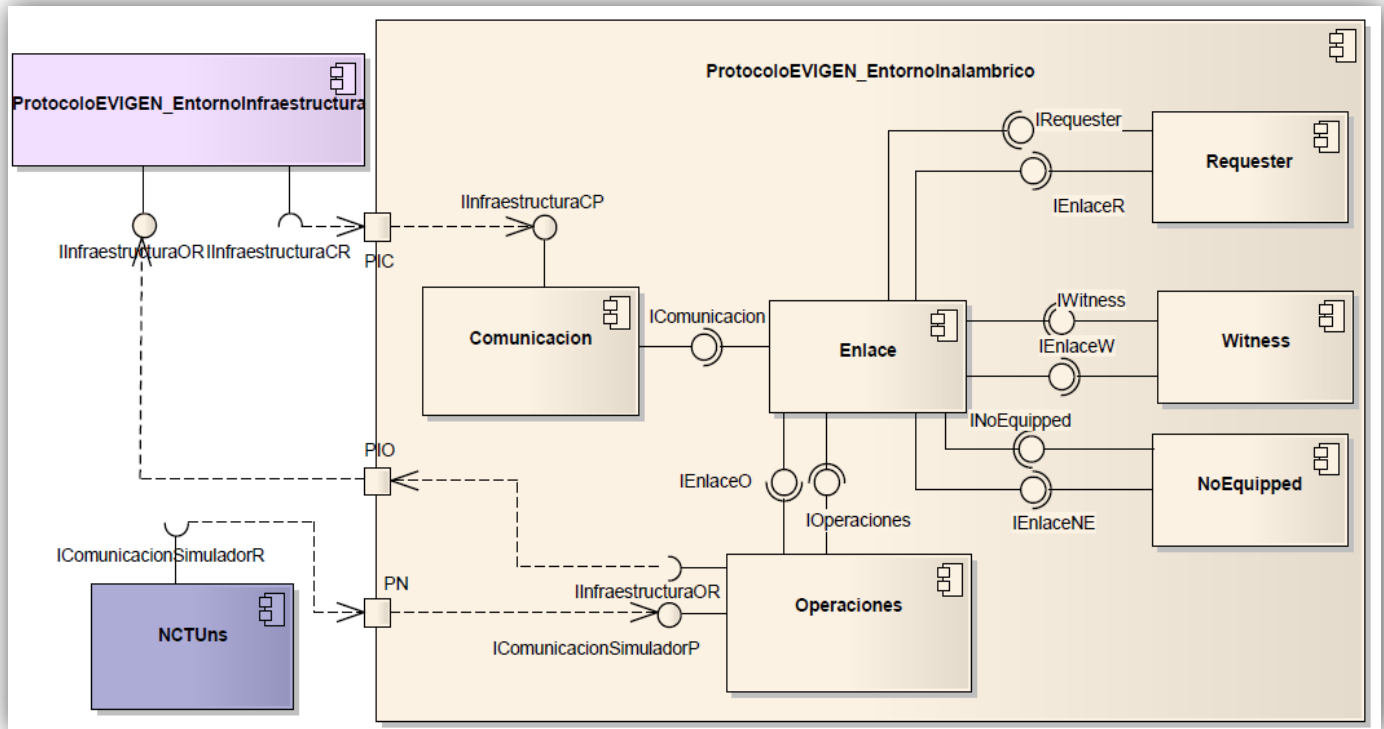 ProtocoloEVIGEN_EntornoInalambrico
ProtocoloEVIGEN_EntornoInfraestructura
IRequester
Requester
IEnlaceR
IInfraestructuraCP
IInfraestructuraOR
IInfraestructuraCR
PIC
IComunicacion
Comunicacion
Enlace
IWitness
IEnlaceW
Witness
INoEquipped
NoEquipped
IEnlaceNE
PIO
IEnlaceO
IOperaciones
IComunicacionSimuladorR
PN
IInfraestructuraOR
Operaciones
IComunicacionSimuladorP
NCTUns